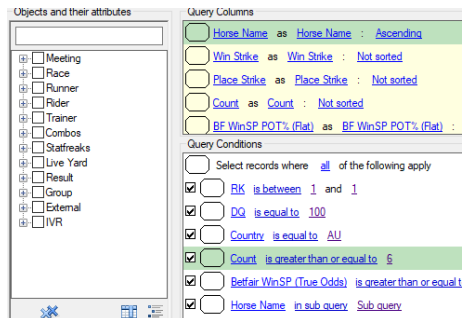 Objects and their attributes
Meeting
Race
Runner
Rider
Trainer
Combos
Statfreaks
Live Yard
Result
Group
External
IVR
Query Columns
Horse Name as Horse Name : Ascending
Win Strike as Win Strike : Not sorted
Place Strike as Place Strike : Not sorted
Count as Count : Not sorted
BF WinSP POT% (Flat) as BF WinSP POT% (Flat) :
Query Conditions
Select records where all of the following apply
RK is between 1 and 1
DQ is equal to 100
Country is equal to AU
Count is greater than or equal to 6
Betfair WinSP (True Odds) is greater than or equal t
Horse Name in sub query Sub query